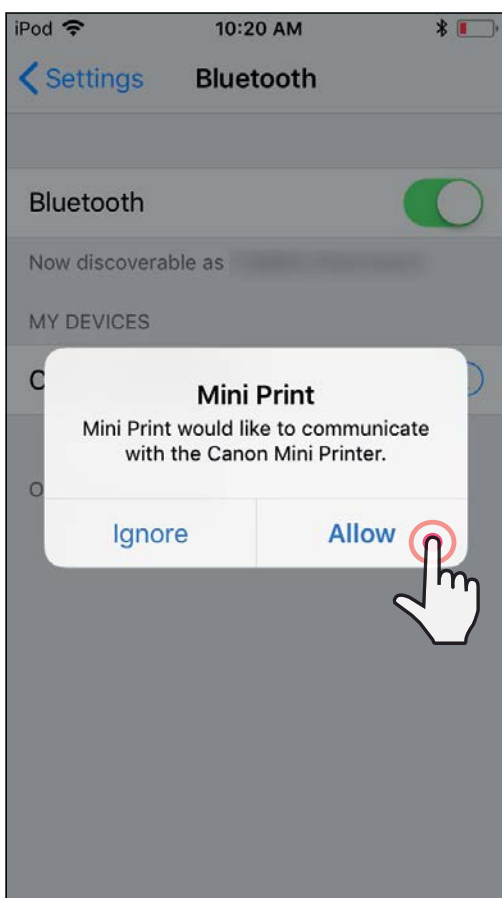 iPod 10:20 AM
Settings Bluetooth
Bluetooth
Now discoverable as
MY DEVICES
Mini Print
Mini Print would like to communicate
with the Canon Mini Printer.
Ignore Allow